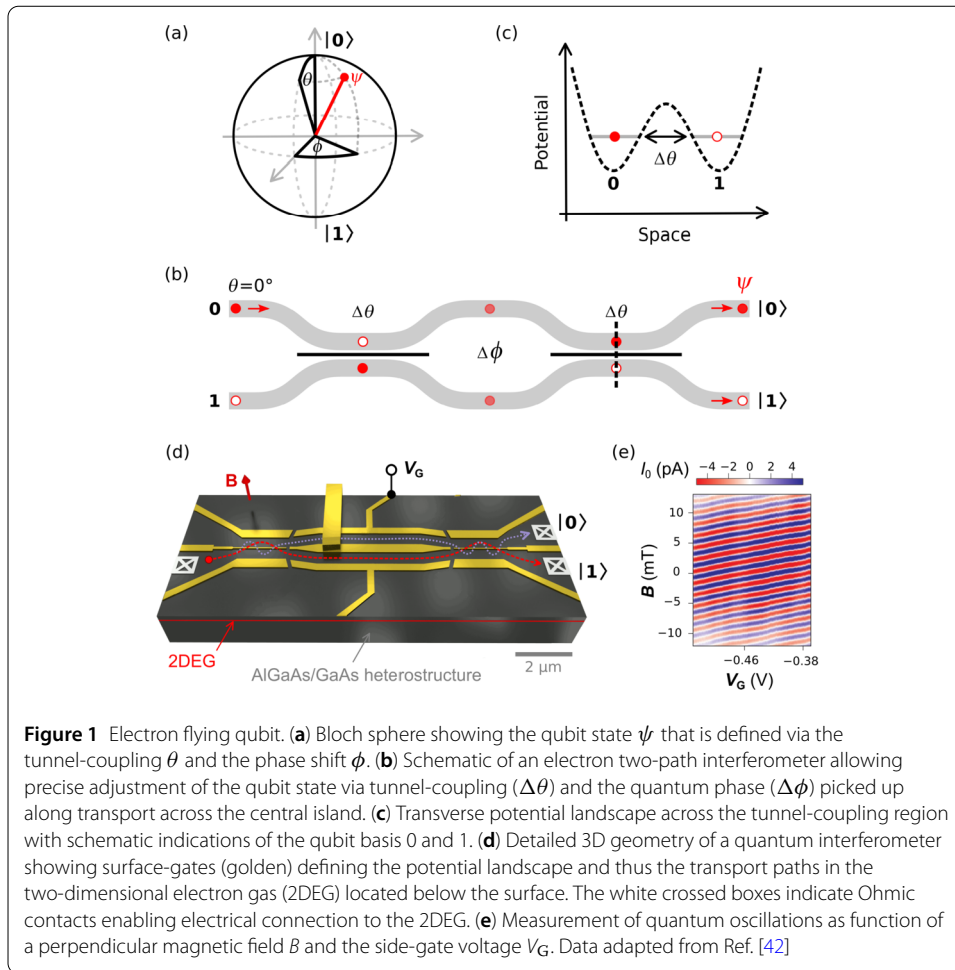 (a)
|0⟩
θ
ψ
ϕ
|1⟩
(c)
Potential
Δθ
0 1
Space
(b)
θ=0°
0
Δθ
Δϕ
Δθ
ψ
|0⟩
1
|1⟩
(d)
V_G
B
|0⟩
|1⟩
2DEG
AlGaAs/GaAs heterostructure
2 μm
(e)
I₀ (pA)
−4 −2 0 2 4
10
5
0
−5
−10
B (mT)
−0.46 −0.38
V_G (V)
Figure 1 Electron flying qubit. (a) Bloch sphere showing the qubit state ψ that is defined via the
tunnel-coupling θ and the phase shift ϕ. (b) Schematic of an electron two-path interferometer allowing
precise adjustment of the qubit state via tunnel-coupling (Δθ) and the quantum phase (Δϕ) picked up
along transport across the central island. (c) Transverse potential landscape across the tunnel-coupling region
with schematic indications of the qubit basis 0 and 1. (d) Detailed 3D geometry of a quantum interferometer
showing surface-gates (golden) defining the potential landscape and thus the transport paths in the
two-dimensional electron gas (2DEG) located below the surface. The white crossed boxes indicate Ohmic
contacts enabling electrical connection to the 2DEG. (e) Measurement of quantum oscillations as function of
a perpendicular magnetic field B and the side-gate voltage V_G. Data adapted from Ref. [42]